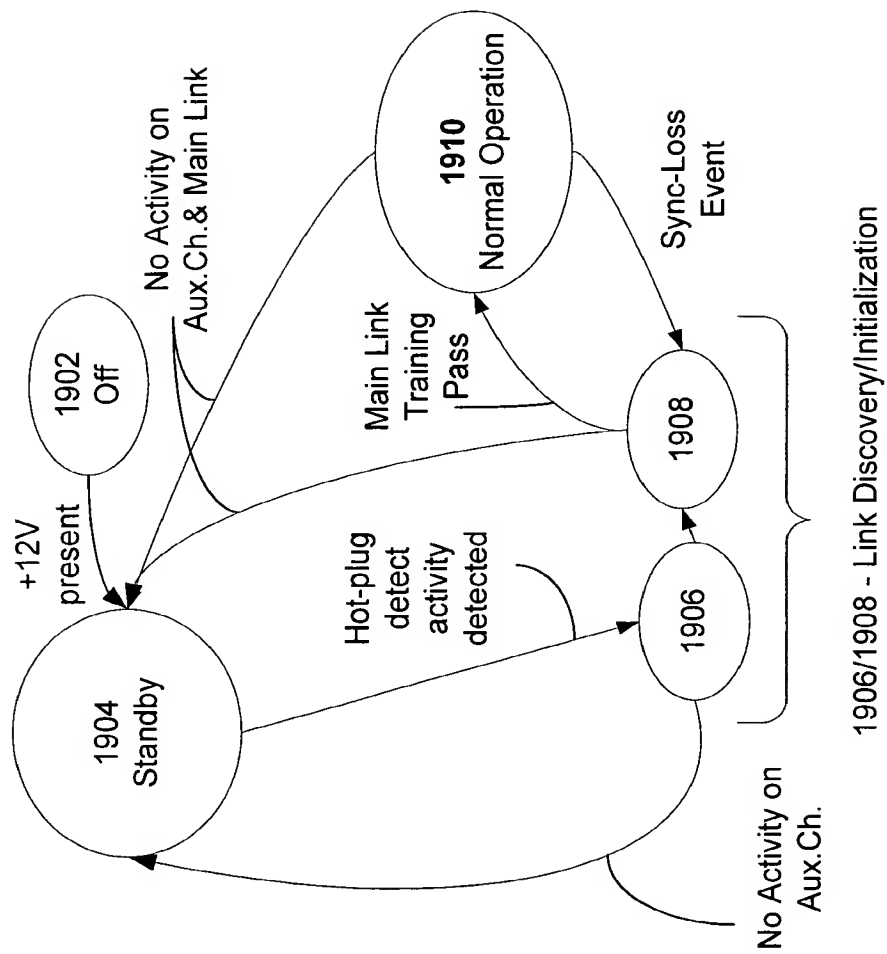 +12V
present
1902
Off
No Activity on
Aux.Ch.& Main Link
1904
Standby
Hot-plug
detect
activity
detected
Main Link
Training
Pass
1910
Normal Operation
Sync-Loss
Event
1906
1908
No Activity on
Aux.Ch.
1906/1908 - Link Discovery/Initialization